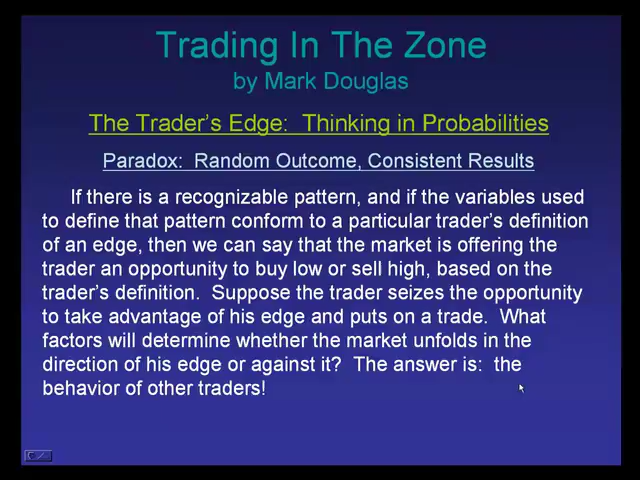 Trading In The Zone
by Mark Douglas
The Trader's Edge:  Thinking in Probabilities
Paradox:  Random Outcome, Consistent Results
If there is a recognizable pattern, and if the variables used
to define that pattern conform to a particular trader's definition
of an edge, then we can say that the market is offering the
trader an opportunity to buy low or sell high, based on the
trader's definition.  Suppose the trader seizes the opportunity
to take advantage of his edge and puts on a trade.  What
factors will determine whether the market unfolds in the
direction of his edge or against it?  The answer is:  the
behavior of other traders!